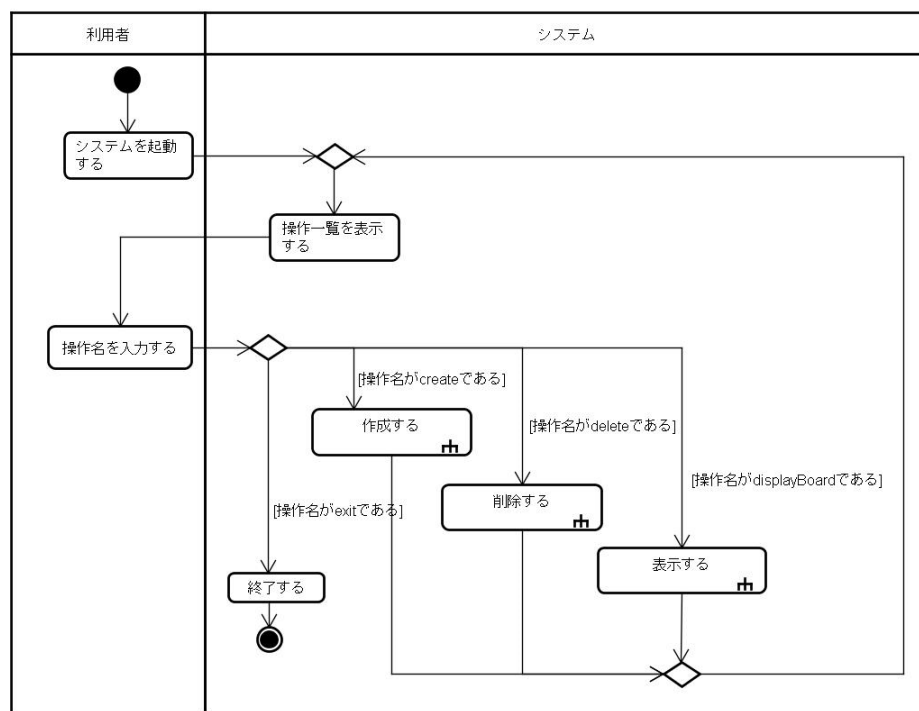 利用者
システム
システムを起動
する
操作一覧を表示
する
操作名を入力する
[操作名がcreateである]
作成する
[操作名がdeleteである]
[操作名がdisplayBoardである]
削除する
[操作名がexitである]
表示する
終了する